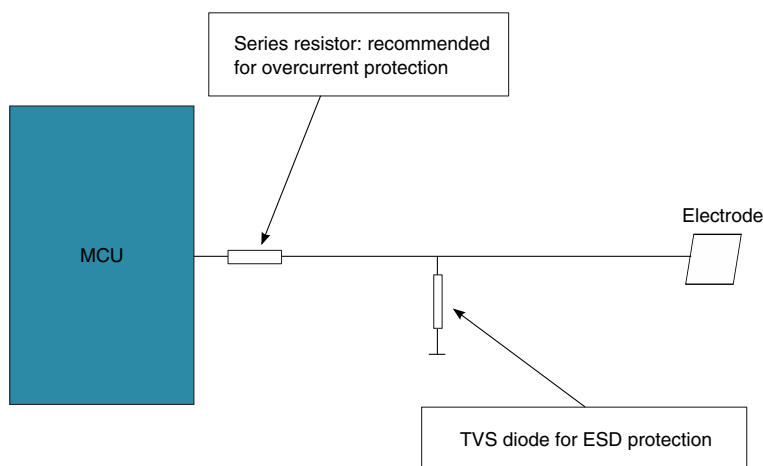 Series resistor: recommended
for overcurrent protection
Electrode
MCU
TVS diode for ESD protection